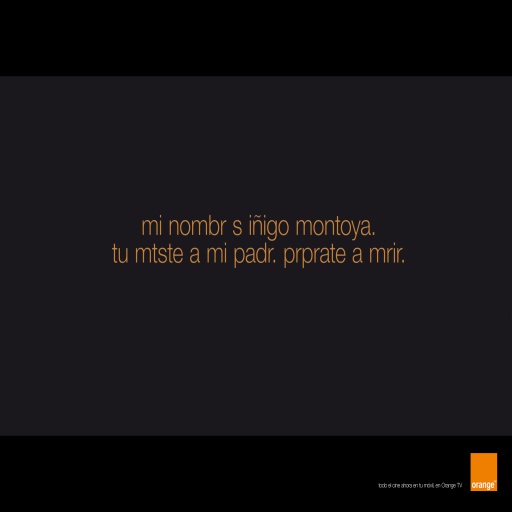 mi nombr s iñigo montoya.
tu mtste a mi padr. prprate a mrir.
todo el cine ahora en tu móvil, en Orange TV
orange